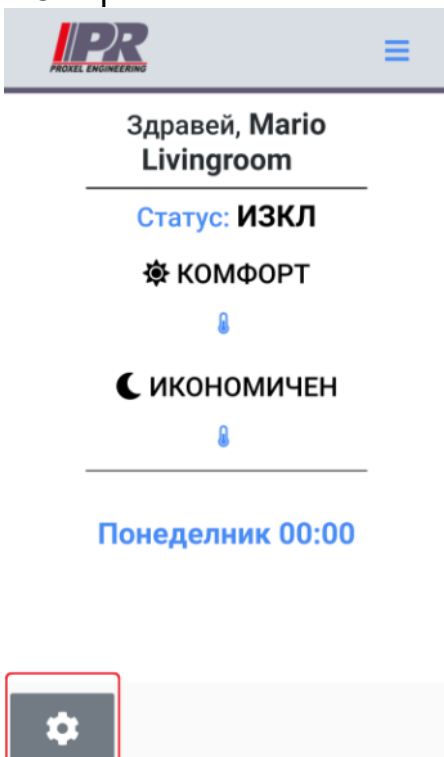 PR
PROXEL ENGINEERING
Здравей, Mario
Livingroom
Статус: ИЗКЛ
КОМФОРТ
ИКОНОМИЧЕН
Понеделник 00:00